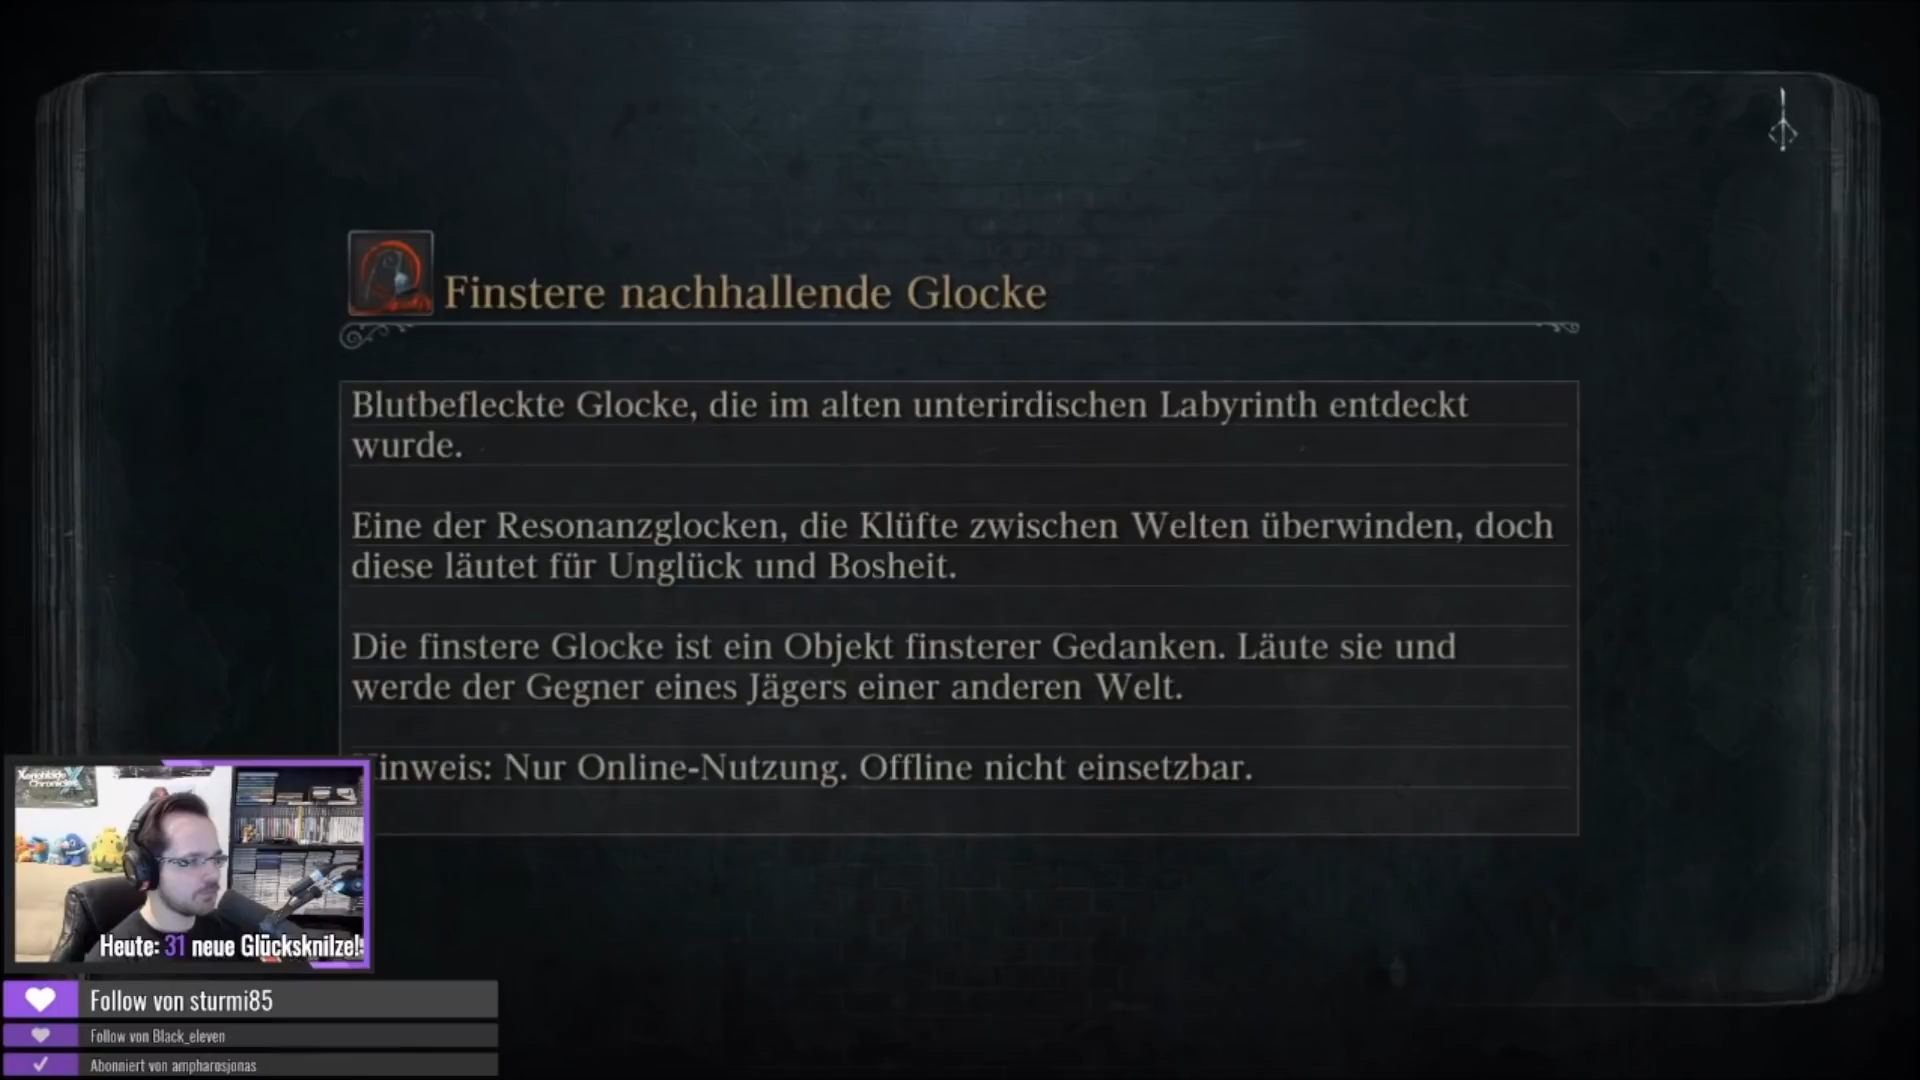 Finstere nachhallende Glocke
Blutbefleckte Glocke, die im alten unterirdischen Labyrinth entdeckt
wurde.
Eine der Resonanzglocken, die Klüfte zwischen Welten überwinden, doch
diese läutet für Unglück und Bosheit.
Die finstere Glocke ist ein Objekt finsterer Gedanken. Läute sie und
werde der Gegner eines Jägers einer anderen Welt.
Hinweis: Nur Online-Nutzung. Offline nicht einsetzbar.
Xenoblade
Chronicles X
Heute: 31 neue Glücksknilze!
Follow von sturmi85
Follow von Black_eleven
Abonniert von ampharosjonas